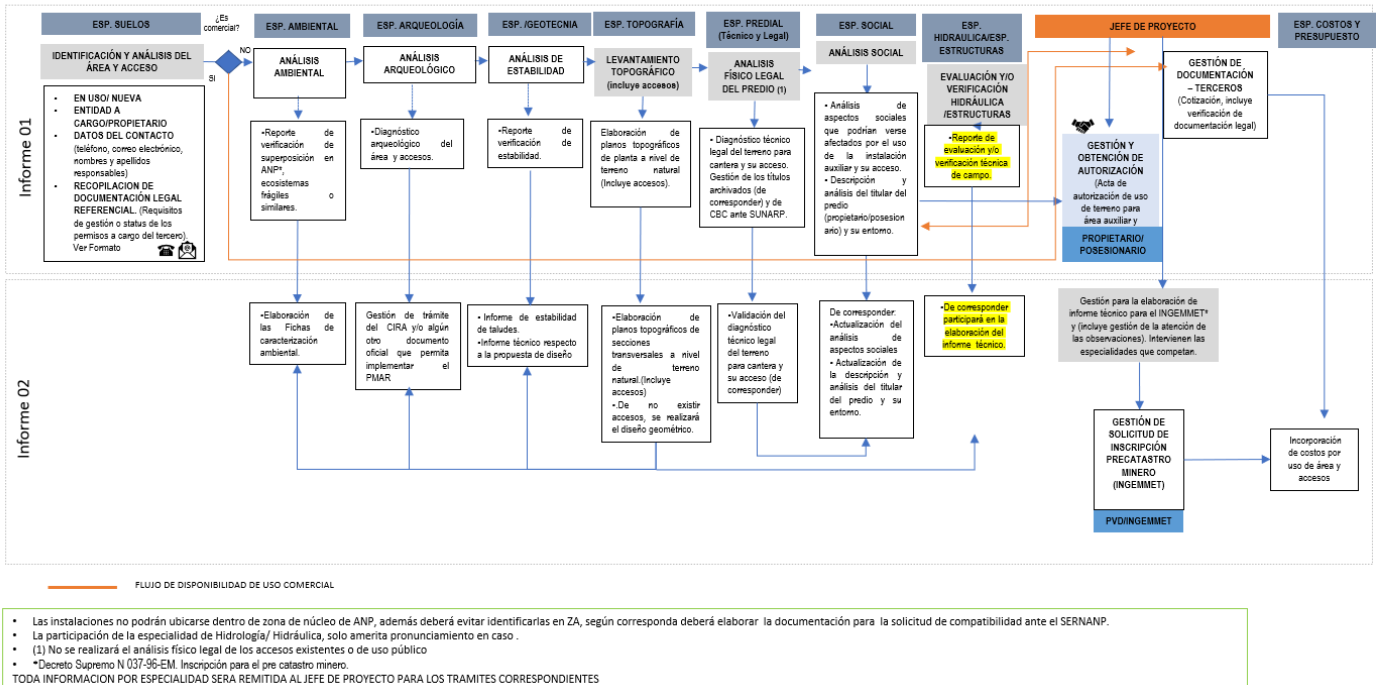 ESP. SUELOS
¿Es
comercial?
NO
SI
ESP. AMBIENTAL
ESP. ARQUEOLOGÍA
ESP. /GEOTECNIA
ESP. TOPOGRAFÍA
ESP. PREDIAL
(Técnico y Legal)
ESP. SOCIAL
ESP.
HIDRAULICA/ESP.
ESTRUCTURAS
JEFE DE PROYECTO
ESP. COSTOS Y
PRESUPUESTO
Informe 01
IDENTIFICACIÓN Y ANÁLISIS DEL
ÁREA Y ACCESO
• EN USO/ NUEVA
• ENTIDAD A
CARGO/PROPIETARIO
• DATOS DEL CONTACTO
(teléfono, correo electrónico,
nombres y apellidos
responsables)
• RECOPILACION DE
DOCUMENTACIÓN LEGAL
REFERENCIAL. (Requisitos
de gestión o status de los
permisos a cargo del tercero).
Ver Formato
ANÁLISIS
AMBIENTAL
•Reporte de
verificación de
superposición en
ANP*,
ecosistemas
frágiles o
similares.
ANÁLISIS
ARQUEOLÓGICO
•Diagnóstico
arqueológico del
área y accesos.
ANÁLISIS DE
ESTABILIDAD
•Reporte de
verificación de
estabilidad.
LEVANTAMIENTO
TOPOGRÁFICO
(incluye accesos)
Elaboración de
planos topográficos
de planta a nivel de
terreno natural
(Incluye accesos).
ANALISIS
FÍSICO LEGAL
DEL PREDIO (1)
• Diagnóstico técnico
legal del terreno para
cantera y su acceso.
Gestión de los títulos
archivados (de
corresponder) y de
CBC ante SUNARP.
ANÁLISIS SOCIAL
• Análisis de
aspectos sociales
que podrían verse
afectados por el uso
de la instalación
auxiliar y su acceso.
• Descripción y
análisis del titular del
predio
(propietario/posesion
ario) y su entorno.
EVALUACIÓN Y/O
VERIFICACIÓN
HIDRÁULICA
/ESTRUCTURAS
•Reporte de
evaluación y/o
verificación técnica
de campo.
GESTIÓN Y
OBTENCIÓN DE
AUTORIZACIÓN
(Acta de
autorización de uso
de terreno para
área auxiliar y
PROPIETARIO/
POSESIONARIO
GESTIÓN DE
DOCUMENTACIÓN
– TERCEROS
(Cotización, incluye
verificación de
documentación legal)
Informe 02
•Elaboración de
las Fichas de
caracterización
ambiental.
Gestión de trámite
del CIRA y/o algún
otro documento
oficial que permita
implementar el
PMAR
• Informe de estabilidad
de taludes.
•Informe técnico respecto
a la propuesta de diseño
•Elaboración de
planos topográficos de
secciones
transversales a nivel
de terreno
natural.(Incluye
accesos)
•.De no existir
accesos, se realizará
el diseño geométrico.
•Validación del
diagnóstico
técnico legal
del terreno
para cantera y
su acceso (de
corresponder)
De corresponder.
•Actualización del
análisis de
aspectos sociales
• Actualización de
la descripción y
análisis del titular
del predio y su
entorno.
•De corresponder
participará en la
elaboración del
informe técnico.
Gestión para la elaboración de
informe técnico para el INGEMMET*
y (incluye gestión de la atención de
las observaciones). Intervienen las
especialidades que competan.
GESTIÓN DE
SOLICITUD DE
INSCRIPCIÓN
PRECATASTRO
MINERO
(INGEMMET)
PVD/INGEMMET
Incorporación
de costos por
uso de área y
accesos
FLUJO DE DISPONIBILIDAD DE USO COMERCIAL
• Las instalaciones no podrán ubicarse dentro de zona de núcleo de ANP, además deberá evitar identificarlas en ZA, según corresponda deberá elaborar la documentación para la solicitud de compatibilidad ante el SERNANP.
• La participación de la especialidad de Hidrología/ Hidráulica, solo amerita pronunciamiento en caso .
• (1) No se realizará el análisis físico legal de los accesos existentes o de uso público
• *Decreto Supremo N 037-96-EM. Inscripción para el pre catastro minero.
TODA INFORMACION POR ESPECIALIDAD SERA REMITIDA AL JEFE DE PROYECTO PARA LOS TRAMITES CORRESPONDIENTES